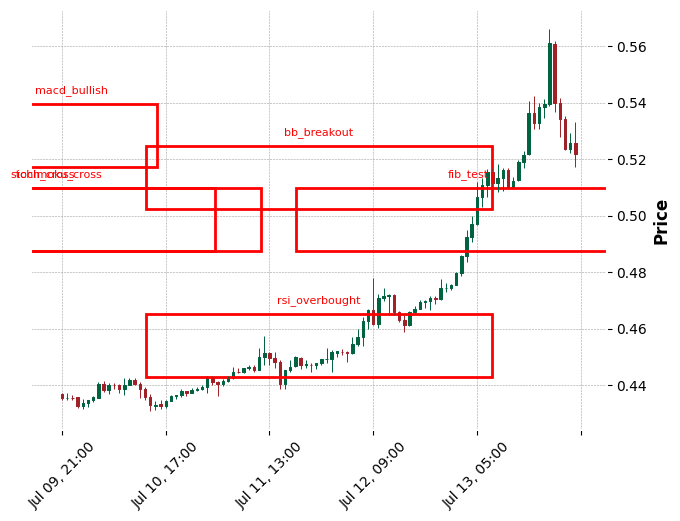 0.56
macd_bullish
0.54
bb_breakout
0.52
fib_test
0.50
Price
0.48
rsi_overbought
0.46
0.44
Jul 09, 21:00
Jul 10, 17:00
Jul 11, 13:00
Jul 12, 09:00
Jul 13, 05:00